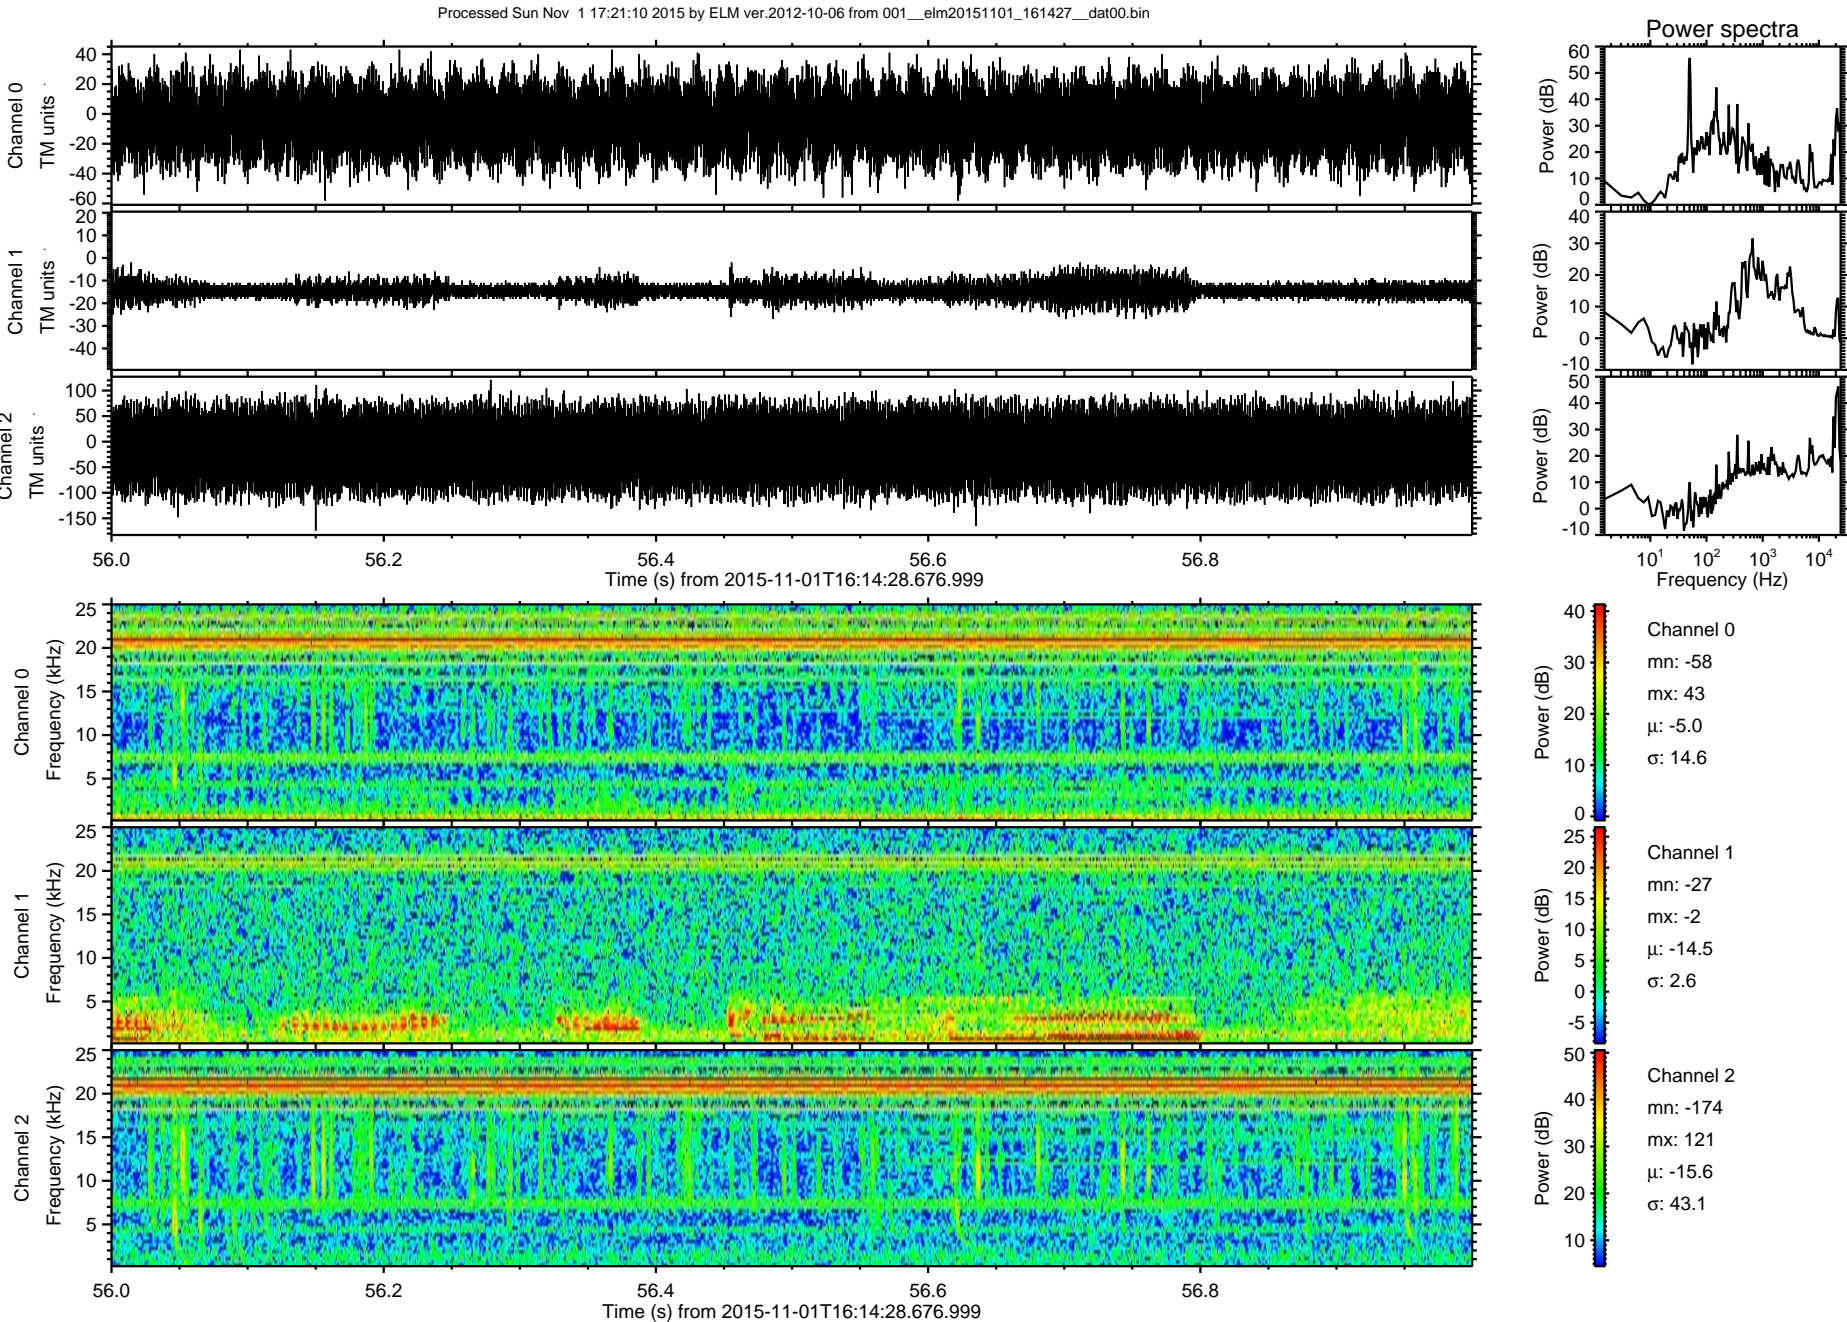 Processed Sun Nov  1 17:21:10 2015 by ELM ver.2012-10-06 from 001__elm20151101_161427__dat00.bin
Power spectra
Channel 0
TM units
40
20
0
-20
-40
-60
Power (dB)
60
50
40
30
20
10
0
Channel 1
TM units
20
10
0
-10
-20
-30
-40
Power (dB)
40
30
20
10
0
-10
Channel 2
TM units
100
50
0
-50
-100
-150
Power (dB)
50
40
30
20
10
0
-10
56.0 56.2 56.4 56.6 56.8
Time (s) from 2015-11-01T16:14:28.676.999
10^1 10^2 10^3 10^4
Frequency (Hz)
Channel 0
Frequency (kHz)
25
20
15
10
5
Power (dB)
40
30
20
10
0
Channel 0
mn: -58
mx: 43
μ: -5.0
σ: 14.6
Channel 1
Frequency (kHz)
25
20
15
10
5
Power (dB)
25
20
15
10
5
0
-5
Channel 1
mn: -27
mx: -2
μ: -14.5
σ: 2.6
Channel 2
Frequency (kHz)
25
20
15
10
5
Power (dB)
50
40
30
20
10
Channel 2
mn: -174
mx: 121
μ: -15.6
σ: 43.1
56.0 56.2 56.4 56.6 56.8
Time (s) from 2015-11-01T16:14:28.676.999